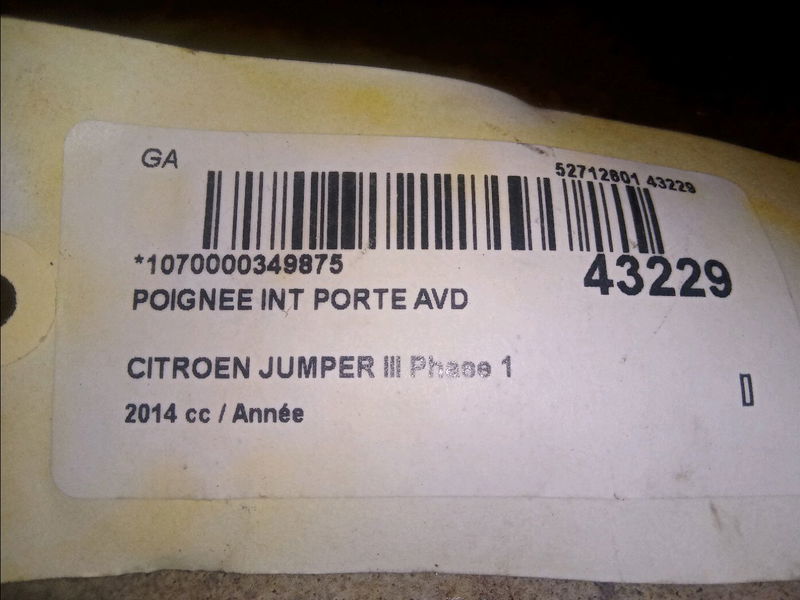 GA
52712801 43229
*1070000349875
43229
POIGNEE INT PORTE AVD
CITROEN JUMPER III Phase 1
2014 cc / Année